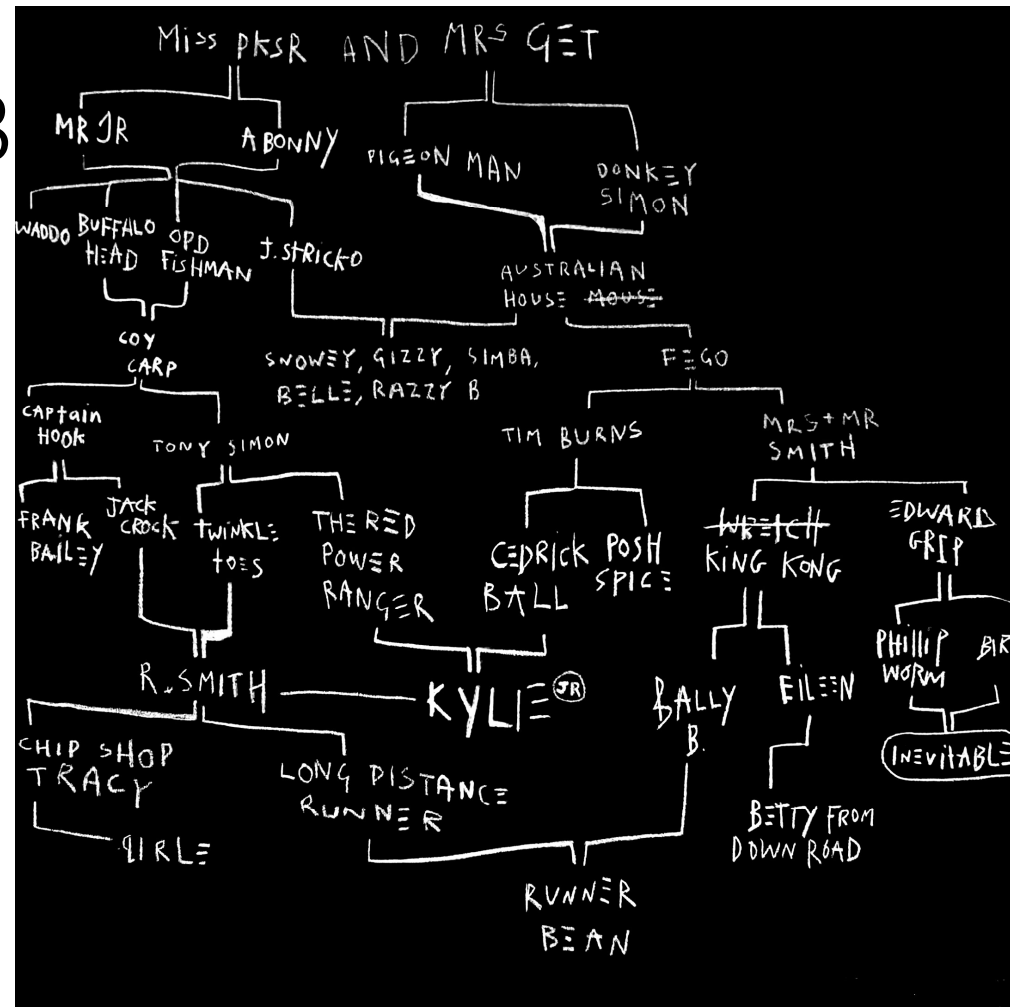 Miss PKSR AND MRS GET
MR JR
A BONNY
PIGEON MAN
DONKEY
SIMON
WADDO
BUFFALO
HEAD
OPD
FISHMAN
J. STRICKO
AUSTRALIAN
HOUSE MOUSE
COY
CARP
SNOWEY, GIZZY, SIMBA,
BELLE, RAZZY B
FEGO
CAPtain
HOOK
TONY SIMON
TIM BURNS
MRS + MR
SMITH
FRANK
BAILEY
JACK
CROCK
TWINKLE
TOES
THE RED
POWER
RANGER
CEDRICK
BALL
POSH
SPICE
WRETCH
KING KONG
EDWARD
GRIP
R. SMITH
KYLIE JR
BALLY
B.
EILEEN
PHILLIP
WORM
BIR
INEVITABLE
CHIP SHOP
TRACY
LONG DISTANCE
RUNNER
BETTY FROM
DOWN ROAD
RUNNER
BEAN